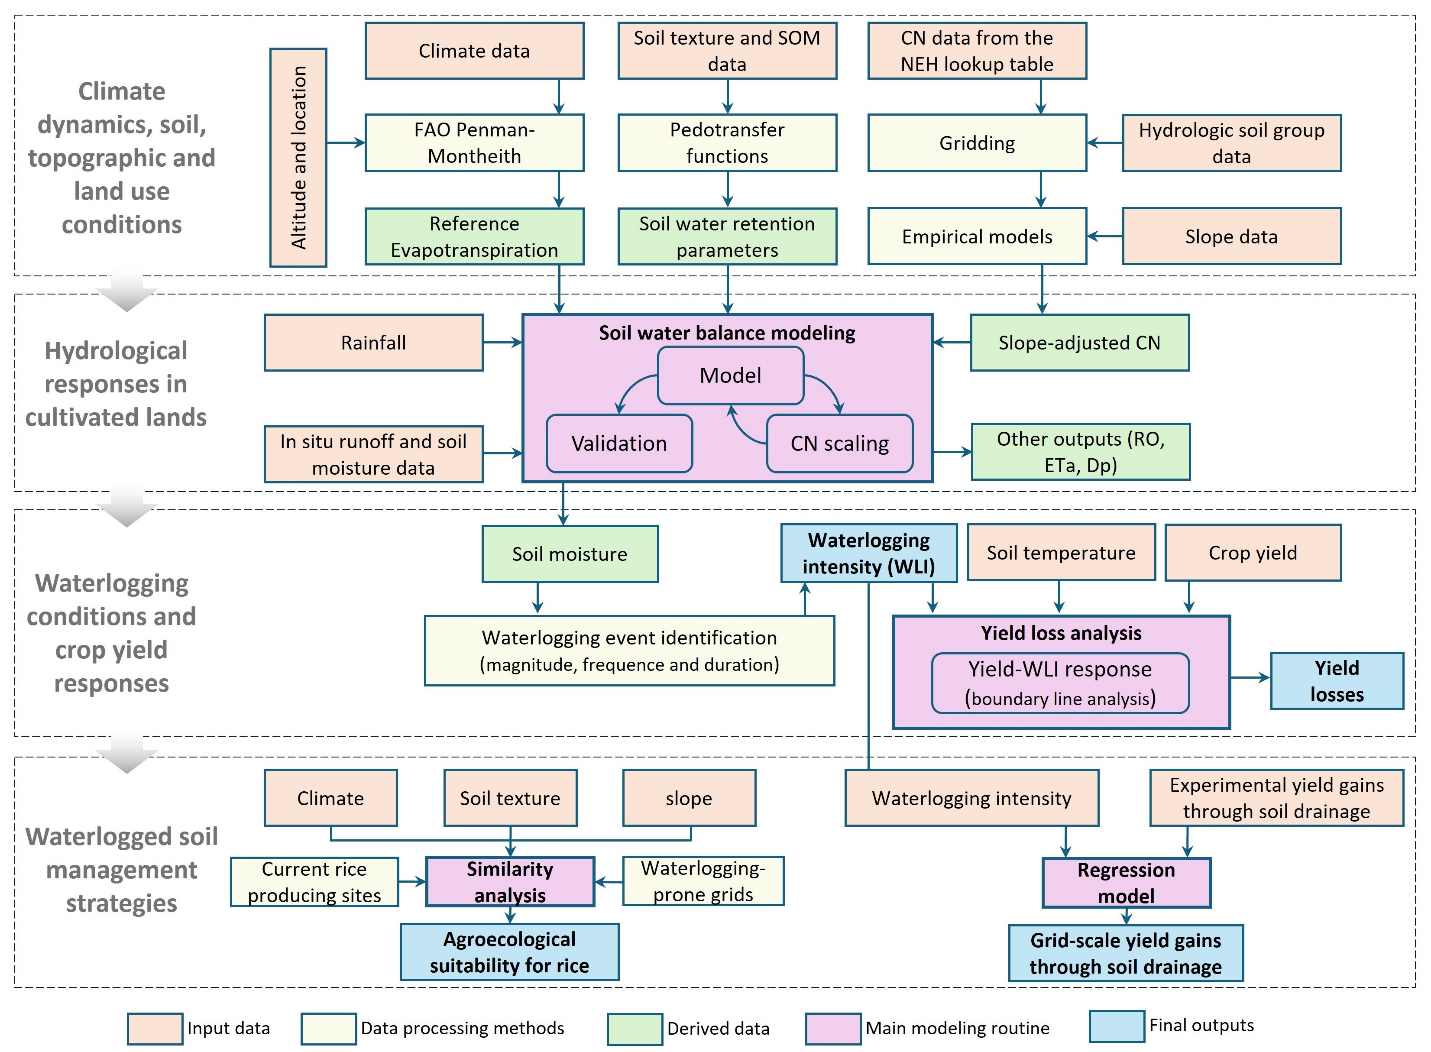 Climate
dynamics, soil,
topographic and
land use
conditions
Altitude and location
Climate data
FAO Penman-
Montheith
Reference
Evapotranspiration
Soil texture and SOM
data
Pedotransfer
functions
Soil water retention
parameters
CN data from the
NEH lookup table
Gridding
Empirical models
Hydrologic soil group
data
Slope data
Hydrological
responses in
cultivated lands
Rainfall
In situ runoff and soil
moisture data
Soil water balance modeling
Model
Validation
CN scaling
Slope-adjusted CN
Other outputs (RO,
ETa, Dp)
Waterlogging
conditions and
crop yield
responses
Soil moisture
Waterlogging event identification
(magnitude, frequence and duration)
Waterlogging
intensity (WLI)
Soil temperature
Crop yield
Yield loss analysis
Yield-WLI response
(boundary line analysis)
Yield
losses
Waterlogged soil
management
strategies
Climate
Soil texture
slope
Current rice
producing sites
Similarity
analysis
Waterlogging-
prone grids
Agroecological
suitability for rice
Waterlogging intensity
Experimental yield gains
through soil drainage
Regression
model
Grid-scale yield gains
through soil drainage
Input data
Data processing methods
Derived data
Main modeling routine
Final outputs